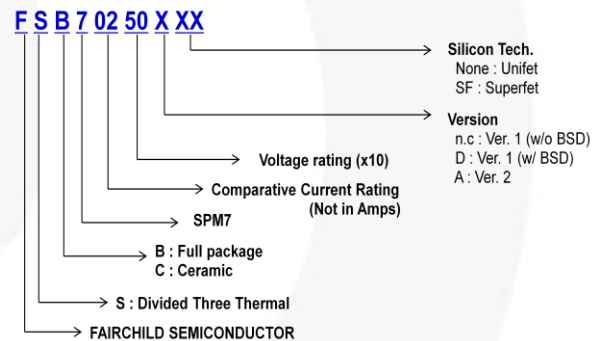 F S B 7 02 50 X XX
Silicon Tech.
None : Unifet
SF : Superfet
Version
n.c : Ver. 1 (w/o BSD)
D : Ver. 1 (w/ BSD)
A : Ver. 2
Voltage rating (x10)
Comparative Current Rating
(Not in Amps)
SPM7
B : Full package
C : Ceramic
S : Divided Three Thermal
FAIRCHILD SEMICONDUCTOR